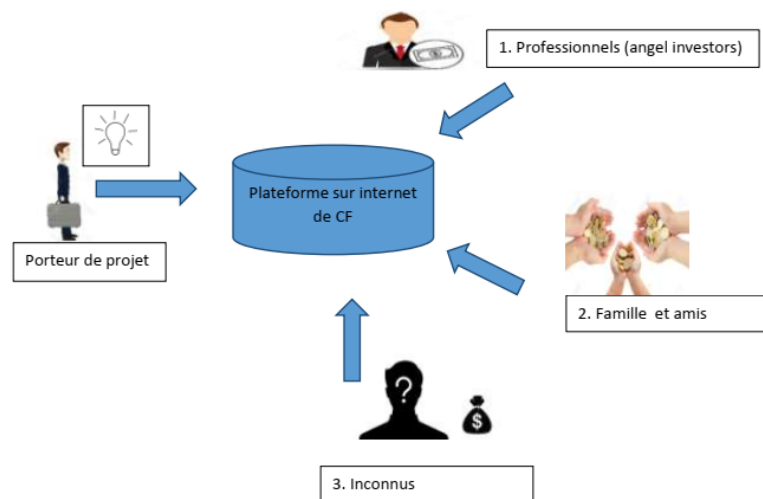 1. Professionnels (angel investors)
Plateforme sur internet
de CF
Porteur de projet
2. Famille et amis
?
$
3. Inconnus